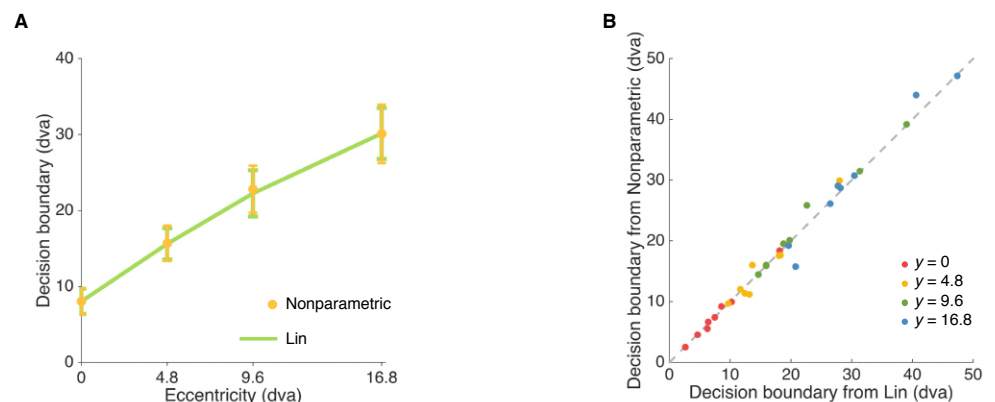 A
Decision boundary (dva)
40
30
20
10
0
Nonparametric
Lin
0 4.8 9.6 16.8
Eccentricity (dva)
B
Decision boundary from Nonparametric (dva)
50
40
30
20
10
0
y = 0
y = 4.8
y = 9.6
y = 16.8
0 10 20 30 40 50
Decision boundary from Lin (dva)